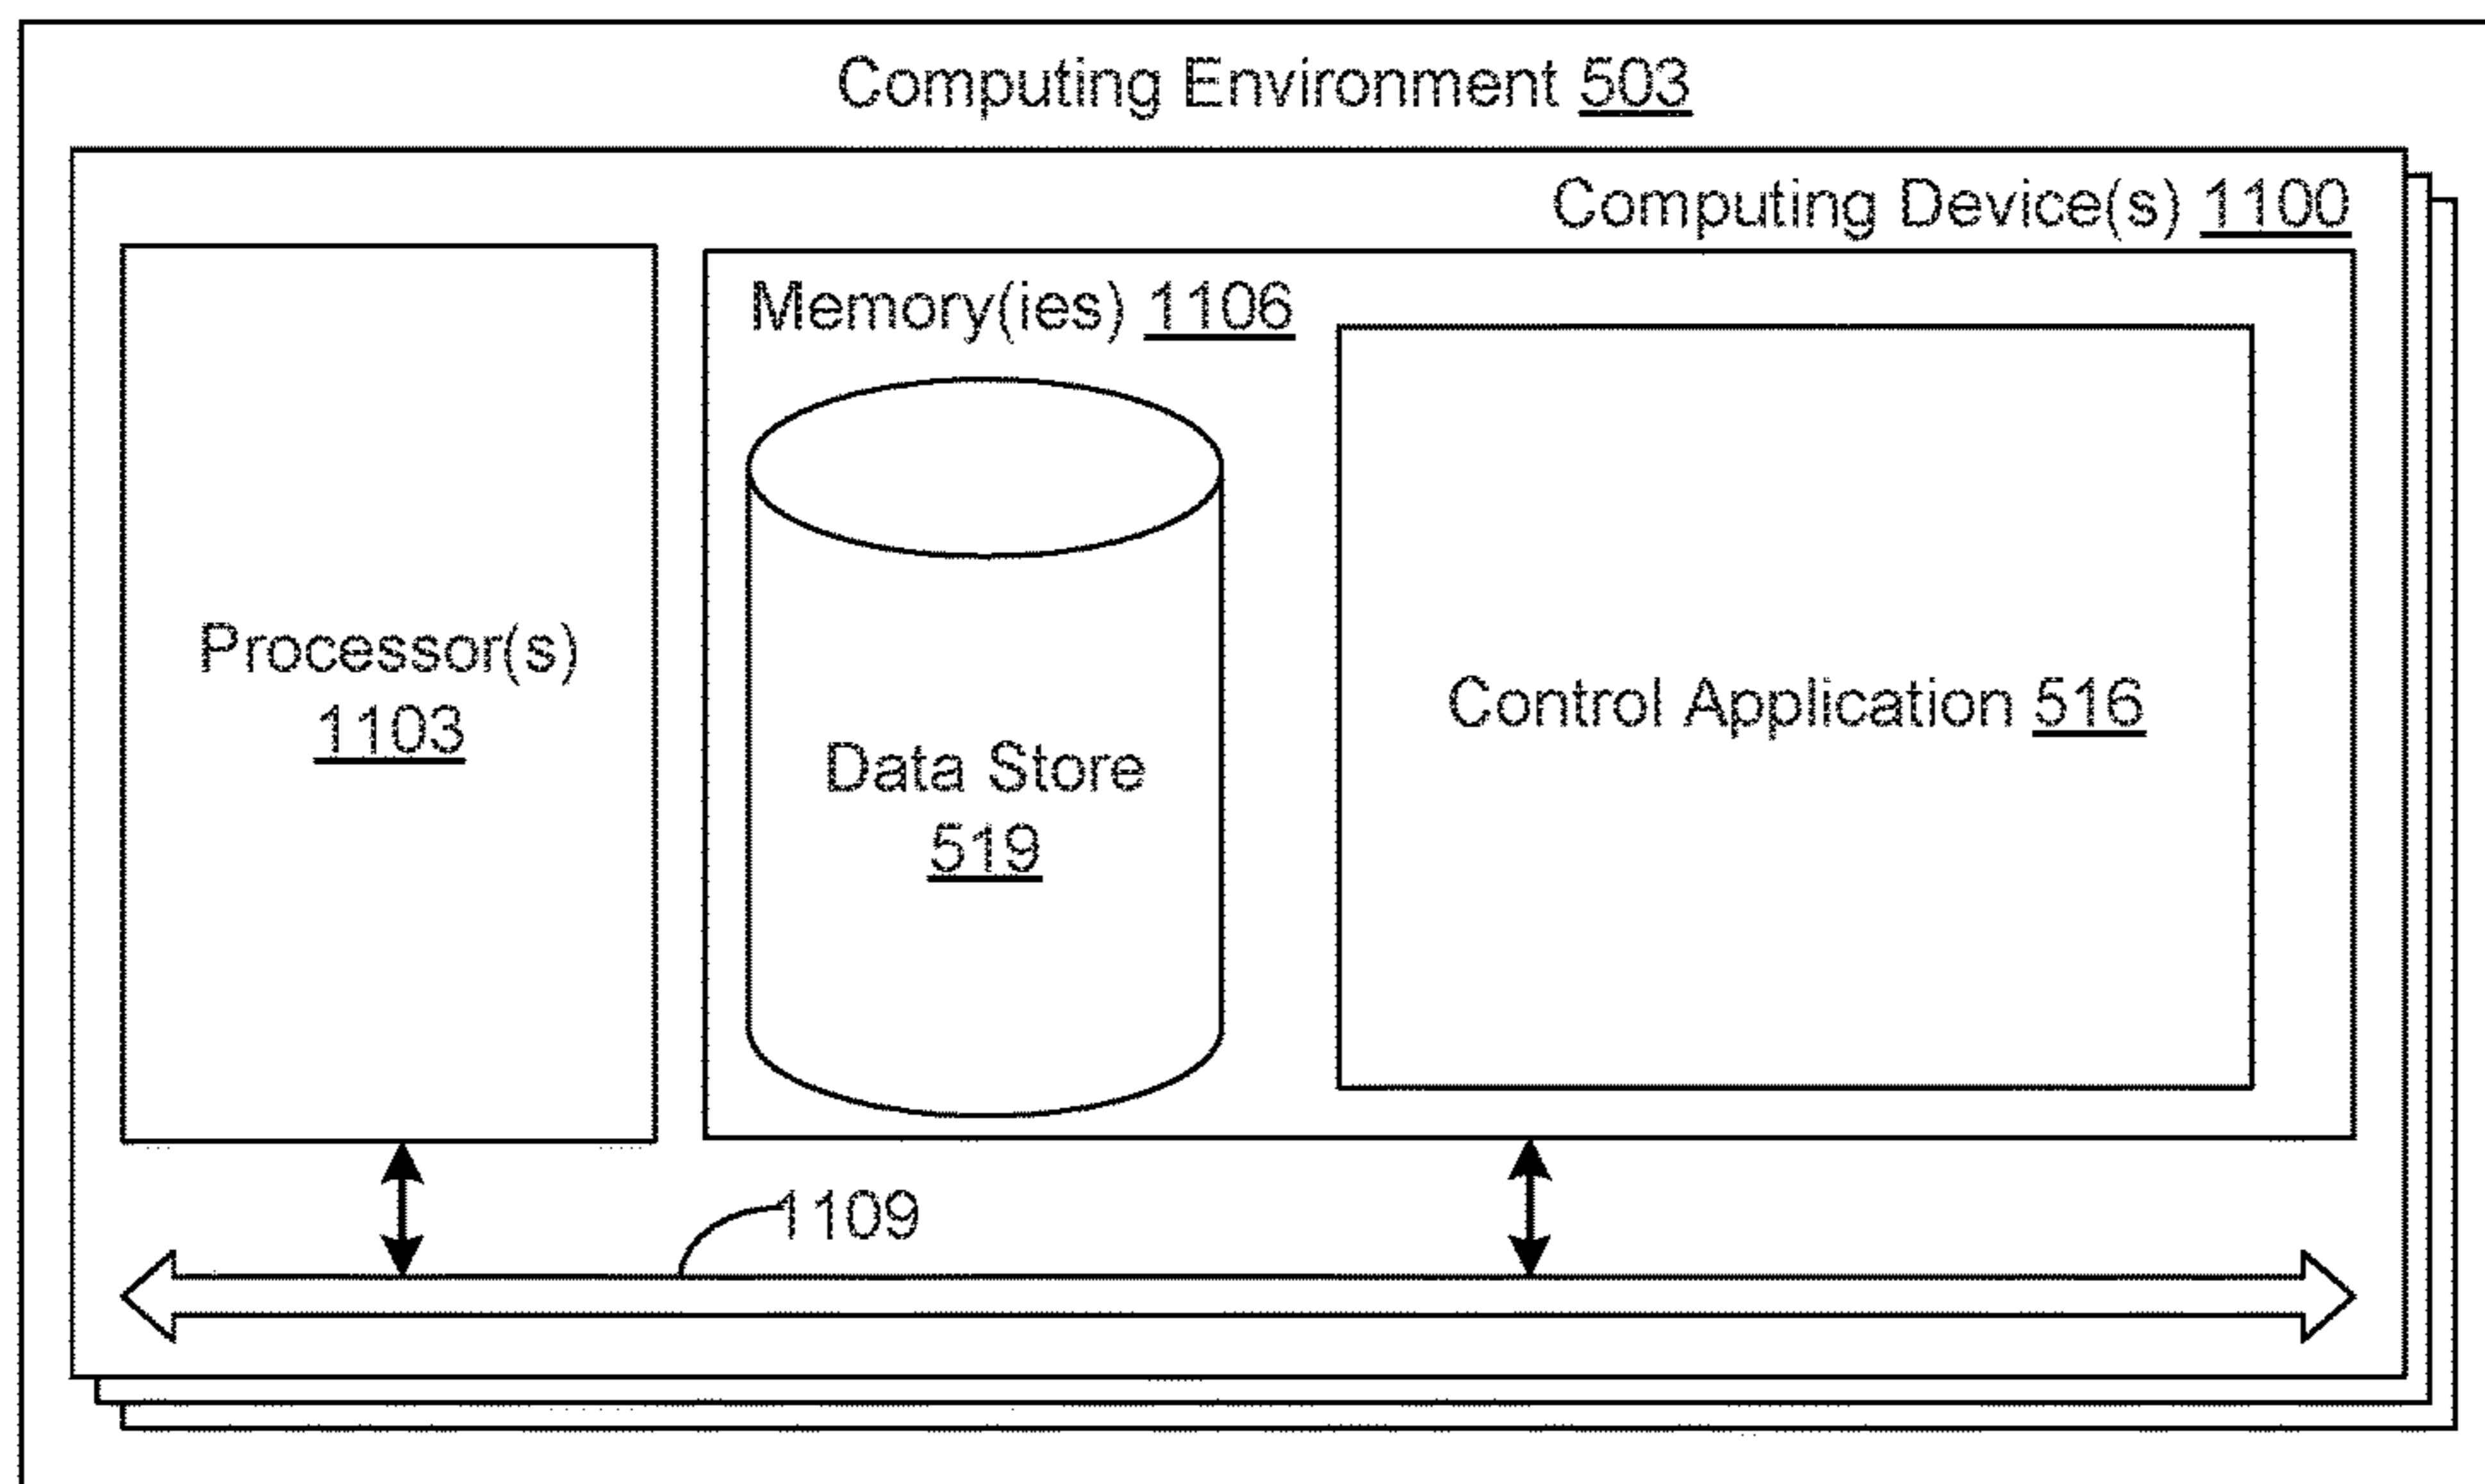 Computing Environment 503
Computing Device(s) 1100
Memory(ies) 1106
Processor(s)
1103
Data Store
519
Control Application 516
1109